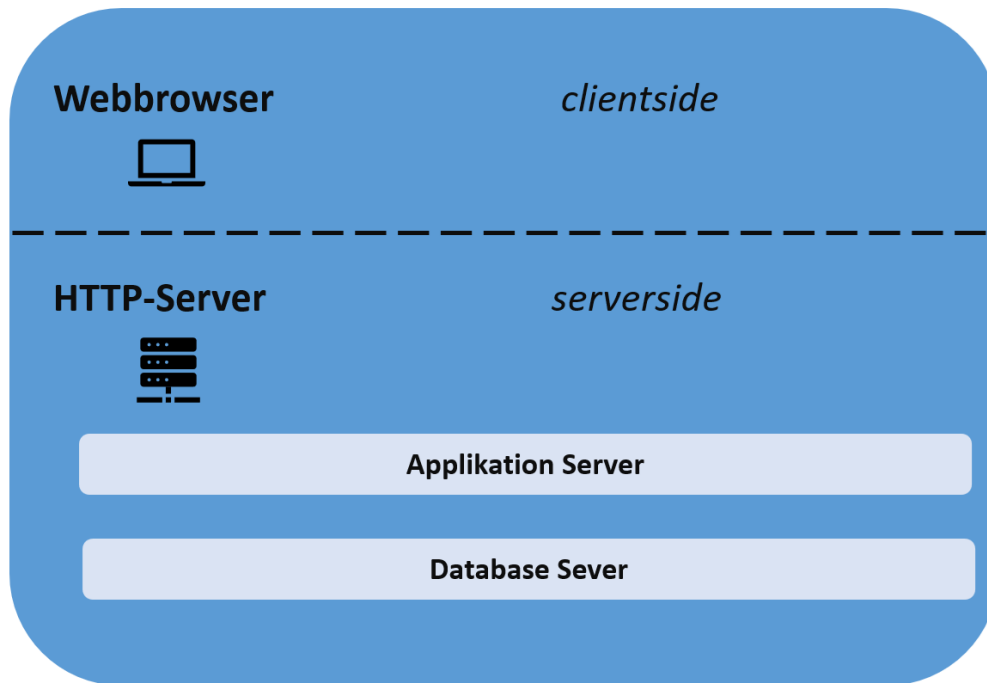 Webbrowser
clientside
HTTP-Server
serverside
Applikation Server
Database Sever